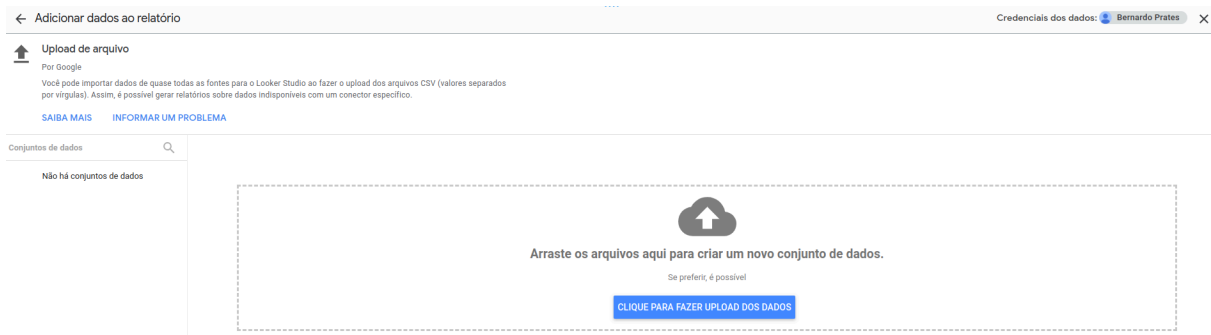 Adicionar dados ao relatório
Credenciais dos dados: Bernardo Prates
Upload de arquivo
Por Google
Você pode importar dados de quase todas as fontes para o Looker Studio ao fazer o upload dos arquivos CSV (valores separados
por vírgulas). Assim, é possível gerar relatórios sobre dados indisponíveis com um conector específico.
SAIBA MAIS INFORMAR UM PROBLEMA
Conjuntos de dados
Não há conjuntos de dados
Arraste os arquivos aqui para criar um novo conjunto de dados.
Se preferir, é possível
CLIQUE PARA FAZER UPLOAD DOS DADOS